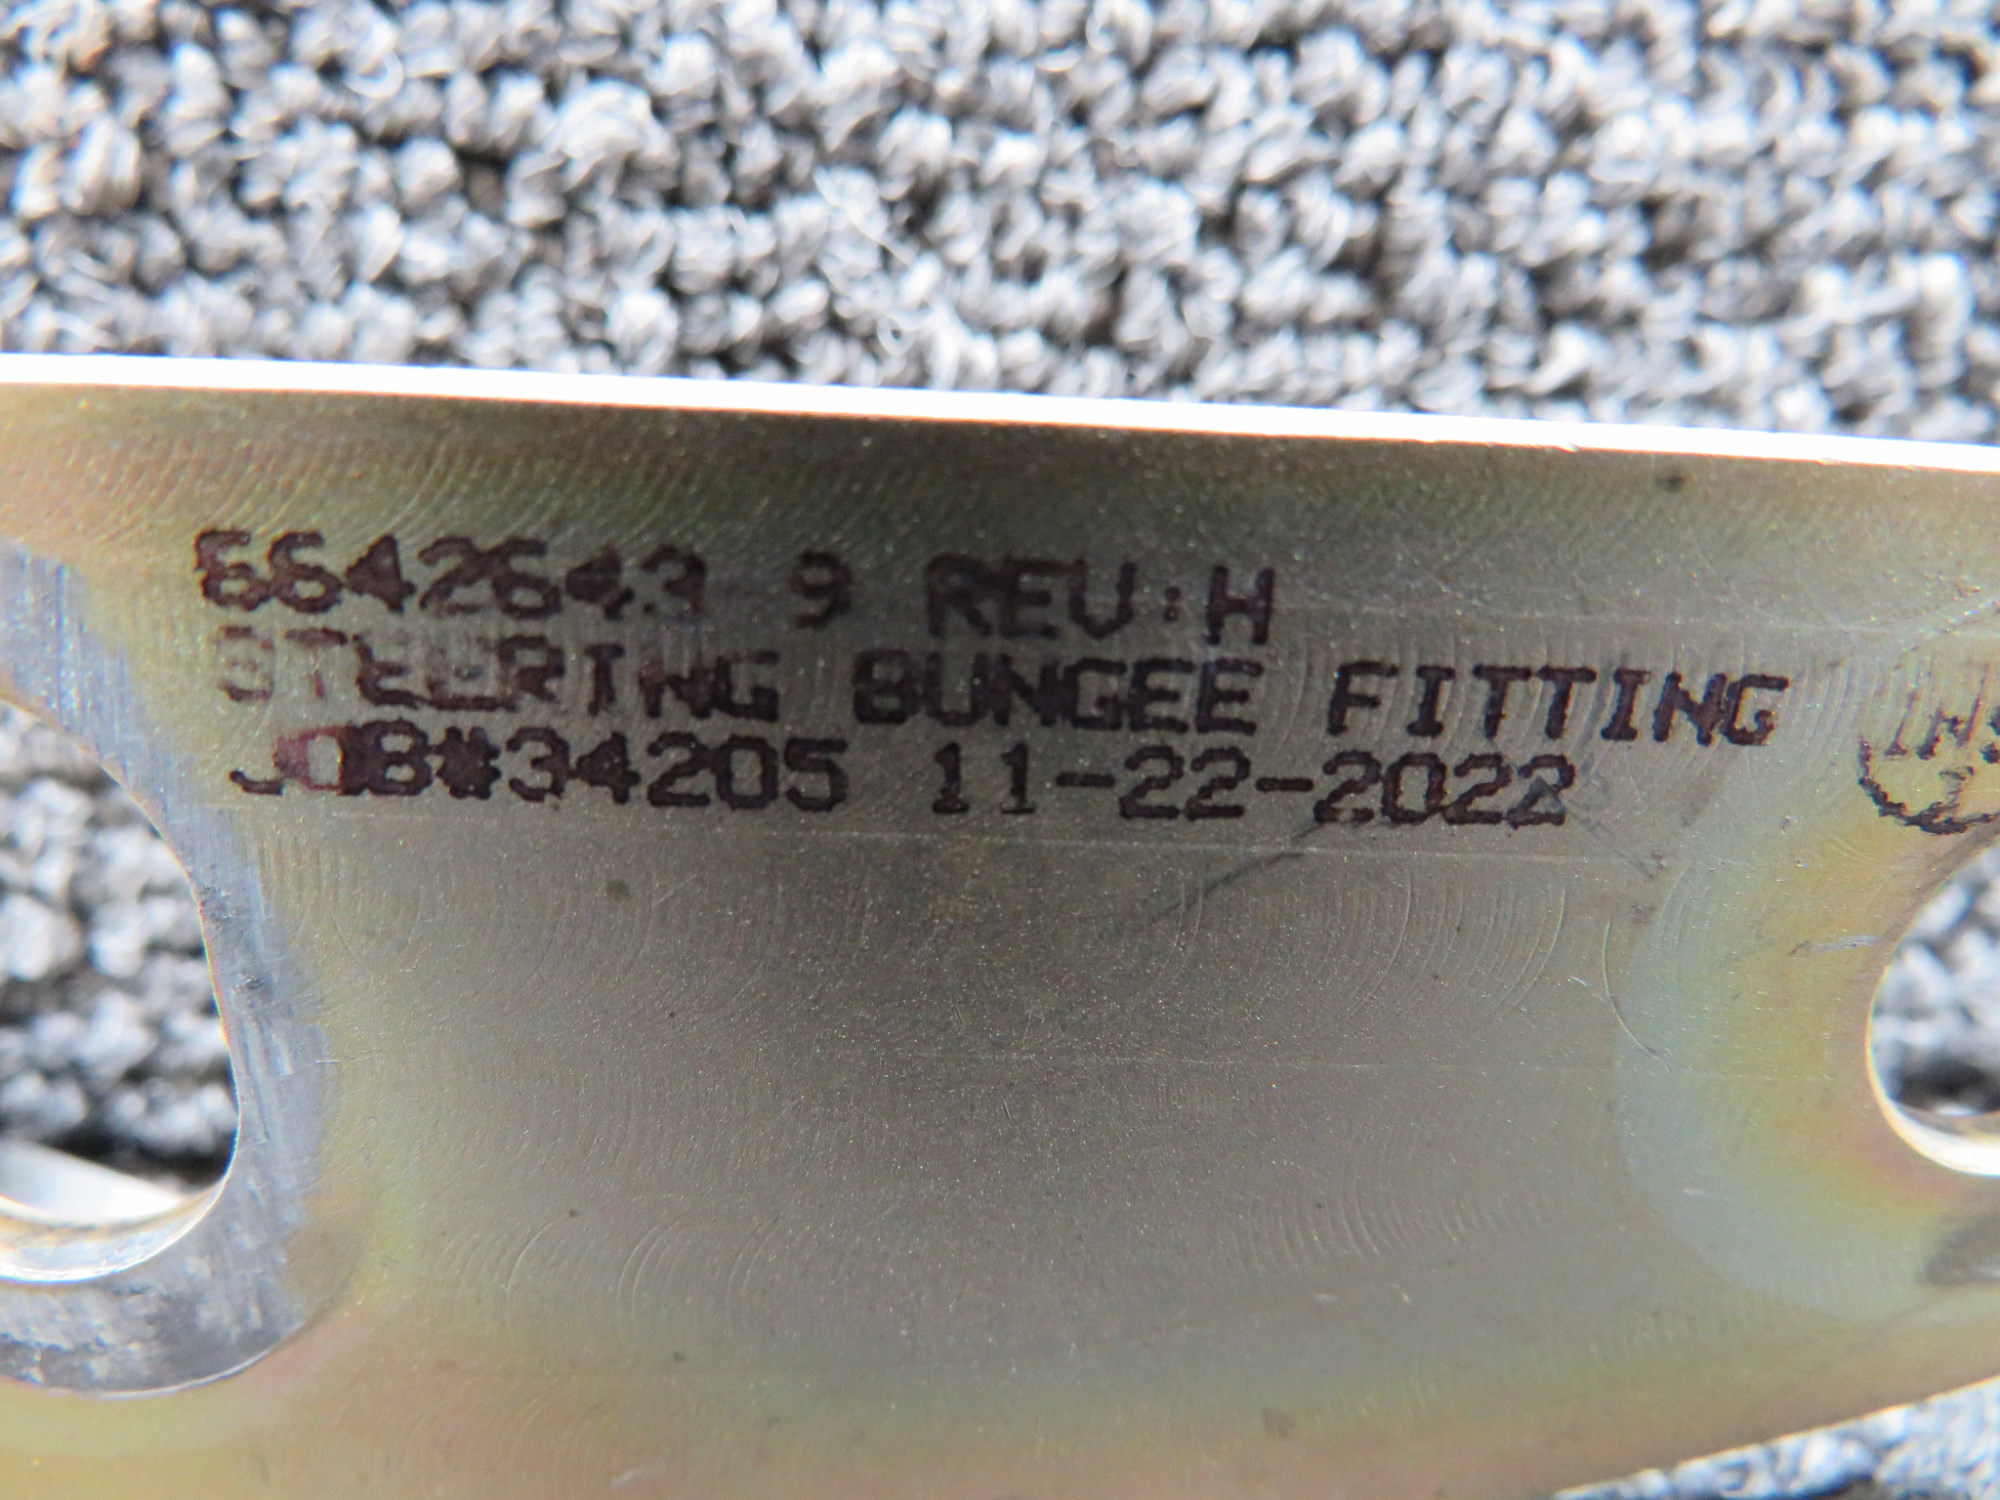 6642643 9 REV:H
STEERING BUNGEE FITTING
JOB#34205 11-22-2022